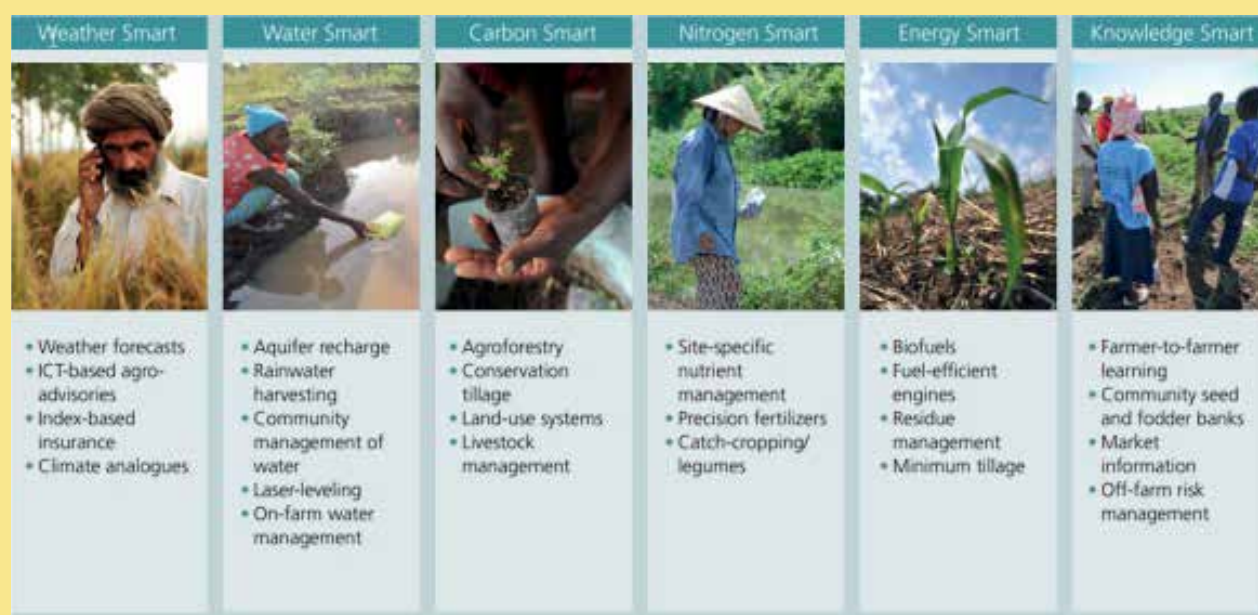 Weather Smart
• Weather forecasts
• ICT-based agro-
advisories
• Index-based
insurance
• Climate analogues
Water Smart
• Aquifer recharge
• Rainwater
harvesting
• Community
management of
water
• Laser-leveling
• On-farm water
management
Carbon Smart
• Agroforestry
• Conservation
tillage
• Land-use systems
• Livestock
management
Nitrogen Smart
• Site-specific
nutrient
management
• Precision fertilizers
• Catch-cropping/
legumes
Energy Smart
• Biofuels
• Fuel-efficient
engines
• Residue
management
• Minimum tillage
Knowledge Smart
• Farmer-to-farmer
learning
• Community seed
and fodder banks
• Market
information
• Off-farm risk
management